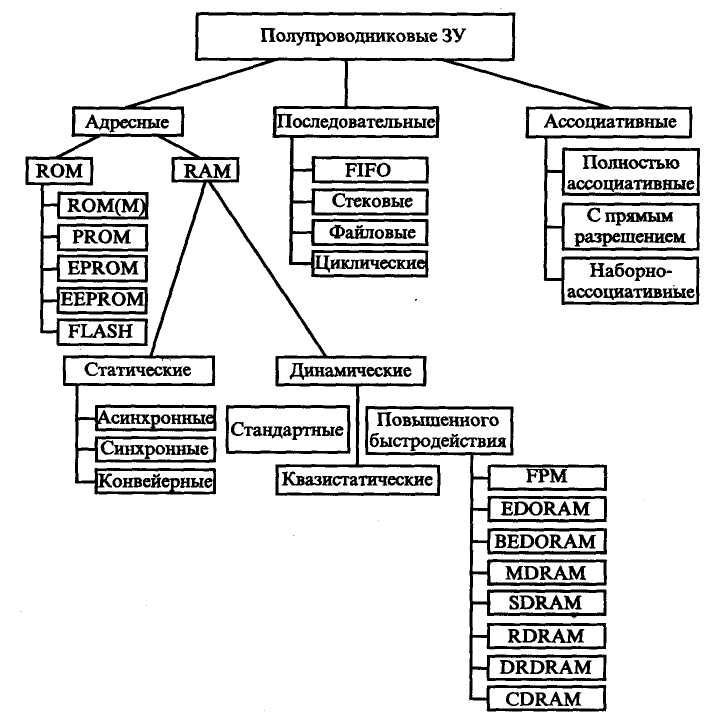 Полупроводниковые ЗУ
Адресные
Последовательные
Ассоциативные
ROM
RAM
ROM(M)
PROM
EPROM
EEPROM
FLASH
FIFO
Стековые
Файловые
Циклические
Полностью
ассоциативные
С прямым
разрешением
Наборно-
ассоциативные
Статические
Динамические
Асинхронные
Синхронные
Конвейерные
Стандартные
Квазистатические
Повышенного
быстродействия
FPM
EDORAM
BEDORAM
MDRAM
SDRAM
RDRAM
DRDRAM
CDRAM